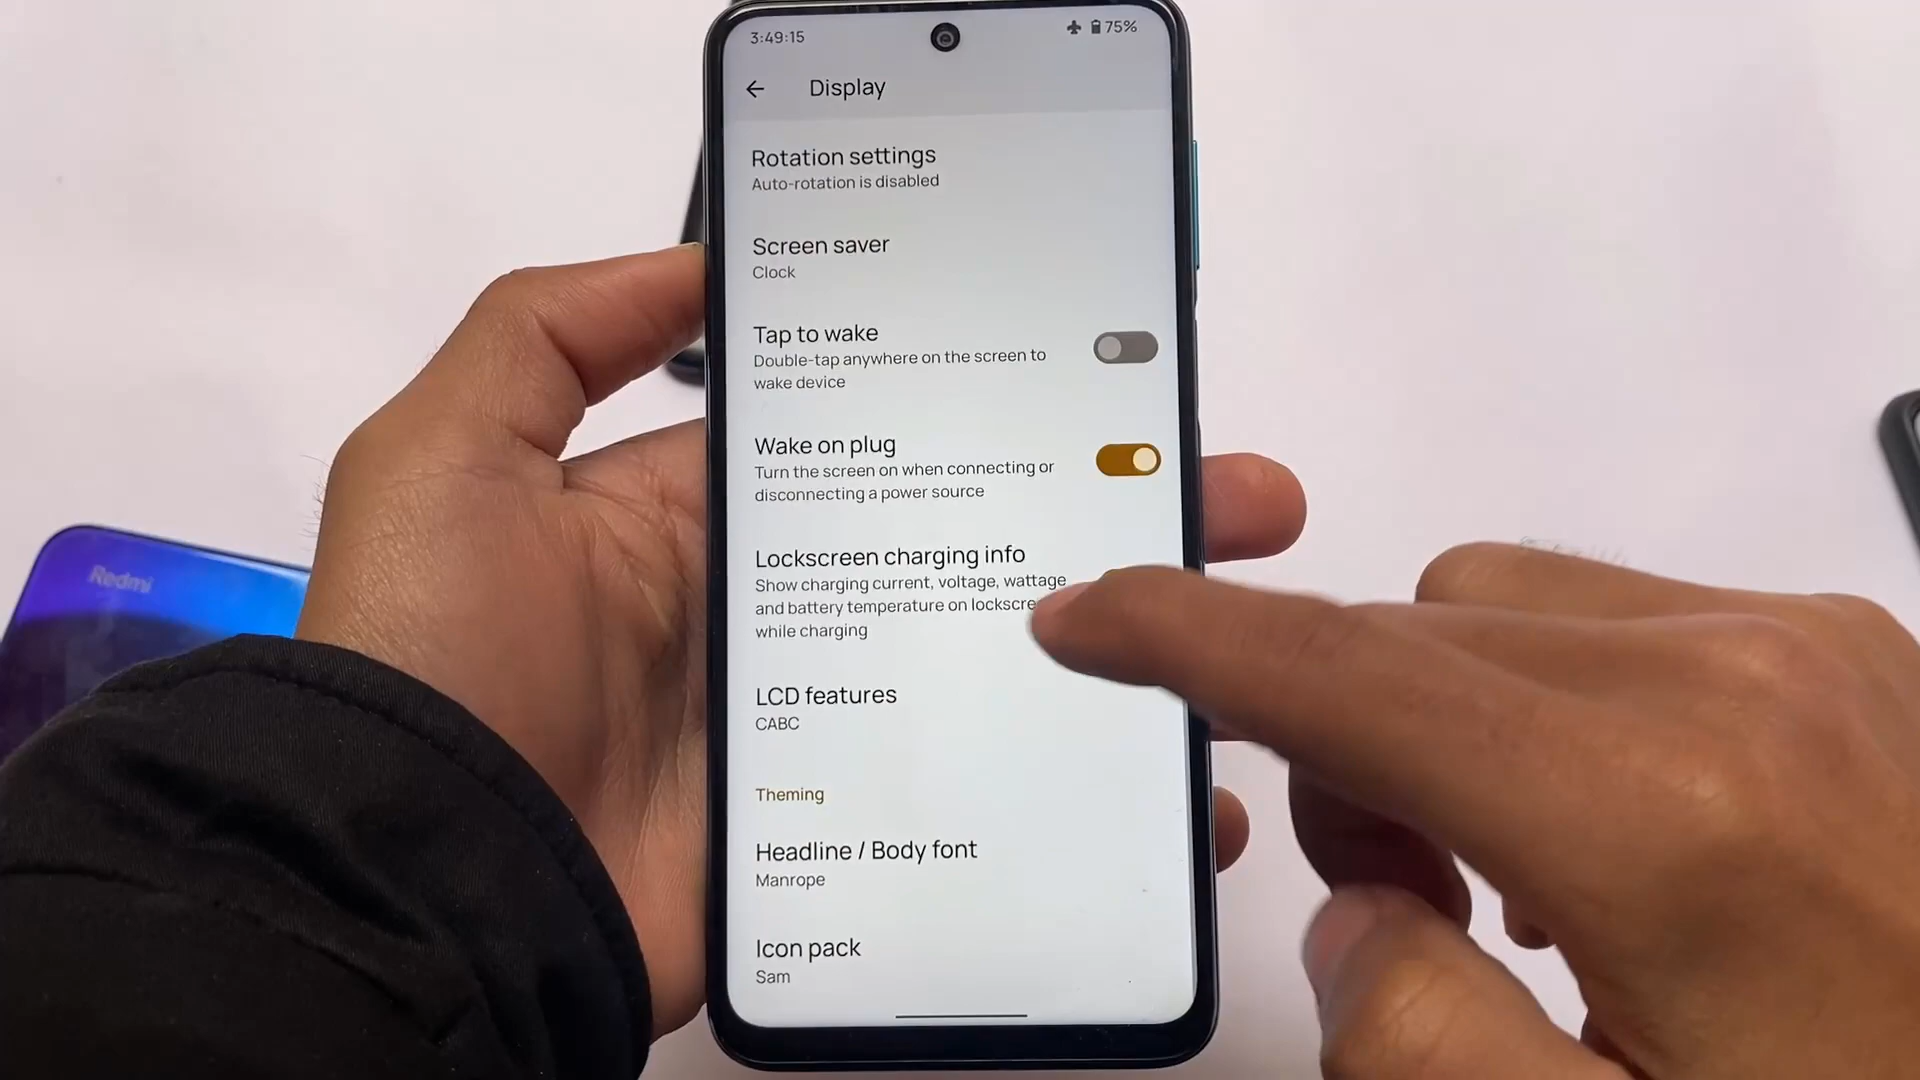 3:49:15
75%
Display
Rotation settings
Auto-rotation is disabled
Screen saver
Clock
Tap to wake
Double-tap anywhere on the screen to
wake device
Wake on plug
Turn the screen on when connecting or
disconnecting a power source
Lockscreen charging info
Show charging current, voltage, wattage
and battery temperature on lockscre
while charging
LCD features
CABC
Theming
Headline / Body font
Manrope
Icon pack
Sam
Redmi